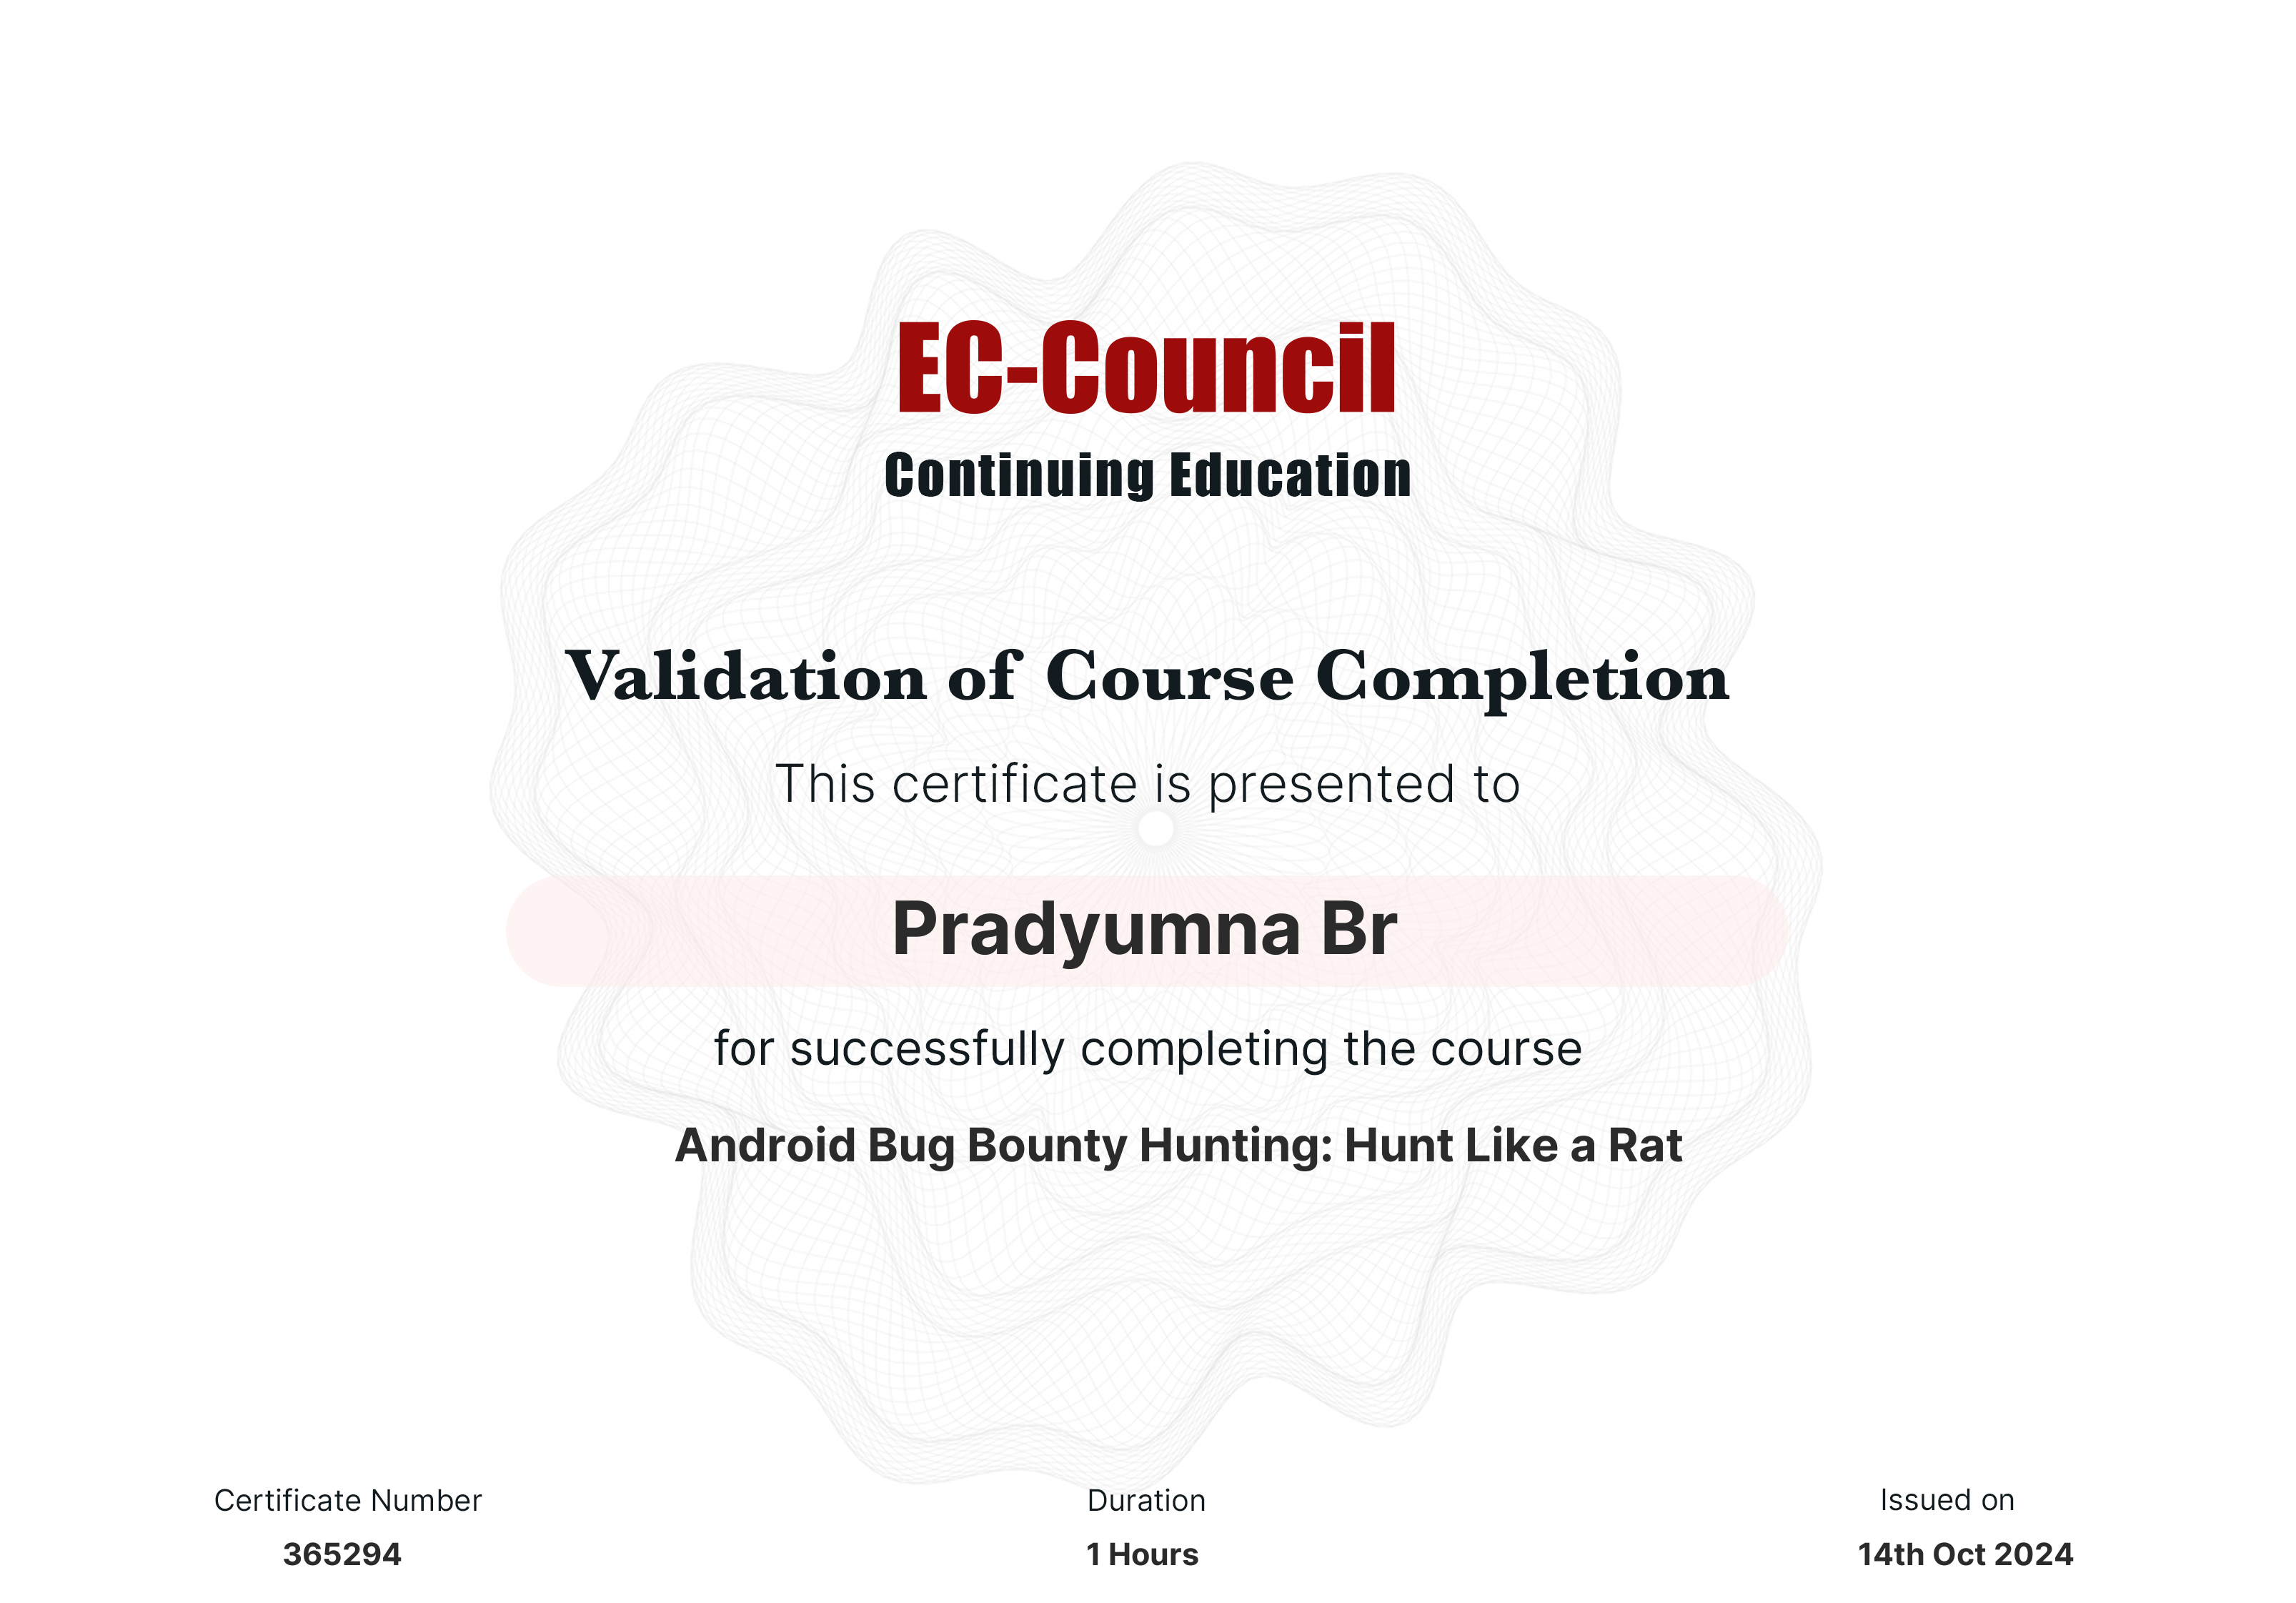 EC-Council
Continuing Education
Validation of Course Completion
This certificate is presented to
Pradyumna Br
for successfully completing the course
Android Bug Bounty Hunting: Hunt Like a Rat
Certificate Number
365294
Duration
1 Hours
Issued on
14th Oct 2024